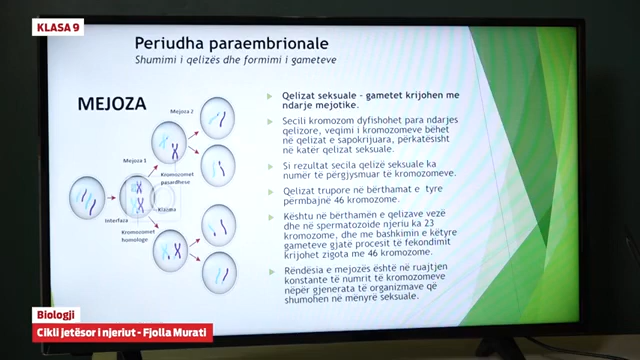 KLASA 9
Periudha paraembrionale
Shumimi i qelizës dhe formimi i gameteve
MEJOZA
Mejoza 2
Mejoza 1
Kromozomet
pasardhese
Kiazma
Interfaza
Kromozomet
homologe
Qelizat seksuale - gametet krijohen me
ndarje mejotike.
Secili kromozom dyfishohet para ndarjes
qelizore, veqimi i kromozomeve bëhet
në qelizat e sapokrijuara, përkatësisht
në katër qelizat seksuale.
Si rezultat secila qelizë seksuale ka
numër të përgjysmuar të kromozomeve.
Qelizat trupore në bërthamat e tyre
përmbajnë 46 kromozome.
Kështu në bërthamën e qelizave vezë
dhe në spermatozoide njeriu ka 23
kromozome, dhe me bashkimin e këtyre
gameteve gjatë procesit të fekondimit
krijohet zigota me 46 kromozome.
Rëndësia e mejozës është në ruajtjen
konstante të numrit të kromozomeve
nëpër gjenerata të organizmave që
shumohen në mënyrë seksuale.
Biologji
Cikli jetësor i njeriut - Fjolla Murati